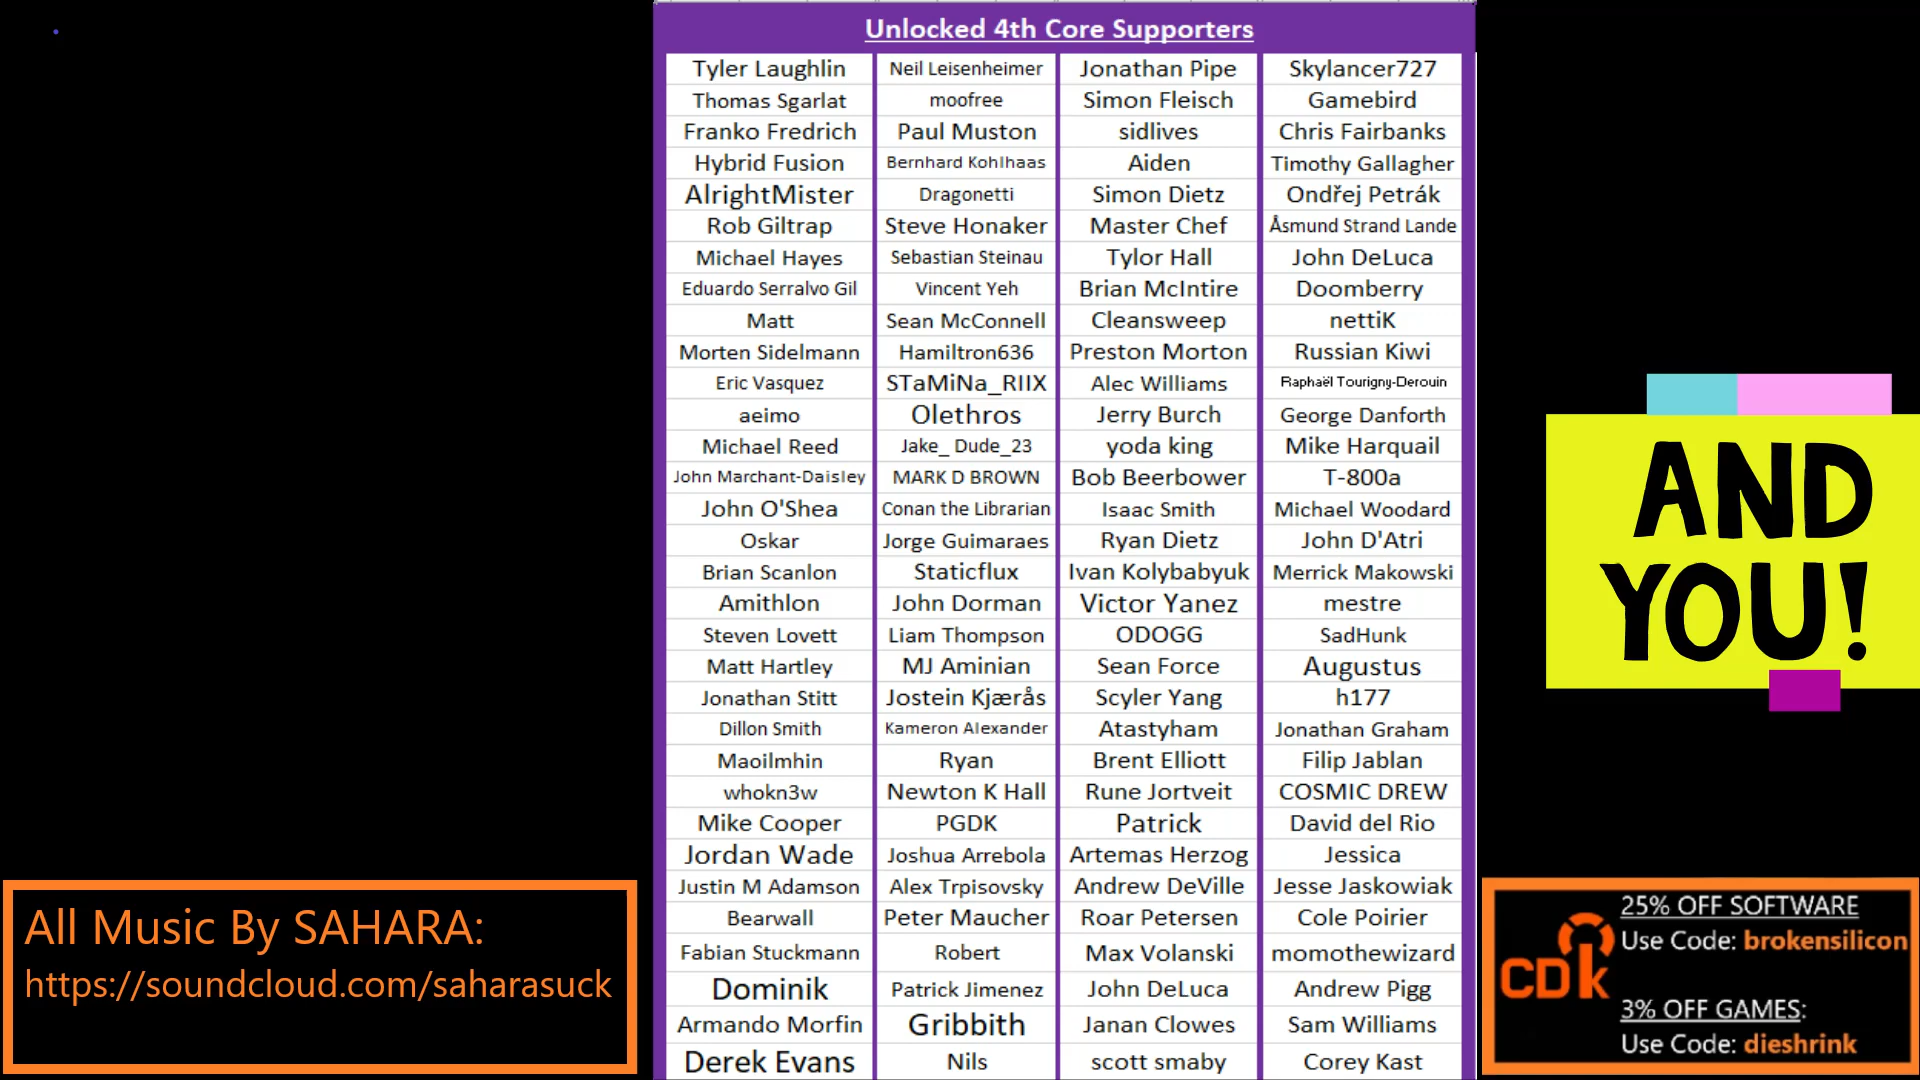 Unlocked 4th Core Supporters
Tyler Laughlin Neil Leisenheimer Jonathan Pipe Skylancer727
Thomas Sgarlat moofree Simon Fleisch Gamebird
Franko Fredrich Paul Muston sidlives Chris Fairbanks
Hybrid Fusion Bernhard Kohlhaas Aiden Timothy Gallagher
AlrightMister Dragonetti Simon Dietz Ondřej Petrák
Rob Giltrap Steve Honaker Master Chef Åsmund Strand Lande
Michael Hayes Sebastian Steinau Tylor Hall John DeLuca
Eduardo Serralvo Gil Vincent Yeh Brian McIntire Doomberry
Matt Sean McConnell Cleansweep nettiK
Morten Sidelmann Hamiltron636 Preston Morton Russian Kiwi
Eric Vasquez STaMiNa_RIIX Alec Williams Raphaël Tourigny-Derouin
aeimo Olethros Jerry Burch George Danforth
Michael Reed Jake_ Dude_23 yoda king Mike Harquail
John Marchant-Daisley MARK D BROWN Bob Beerbower T-800a
John O'Shea Conan the Librarian Isaac Smith Michael Woodard
Oskar Jorge Guimaraes Ryan Dietz John D'Atri
Brian Scanlon Staticflux Ivan Kolybabyuk Merrick Makowski
Amithlon John Dorman Victor Yanez mestre
Steven Lovett Liam Thompson ODOGG SadHunk
Matt Hartley MJ Aminian Sean Force Augustus
Jonathan Stitt Jostein Kjærås Scyler Yang h177
Dillon Smith Kameron Alexander Atastyham Jonathan Graham
Maoilmhin Ryan Brent Elliott Filip Jablan
whokn3w Newton K Hall Rune Jortveit COSMIC DREW
Mike Cooper PGDK Patrick David del Rio
Jordan Wade Joshua Arrebola Artemas Herzog Jessica
Justin M Adamson Alex Trpisovsky Andrew DeVille Jesse Jaskowiak
Bearwall Peter Maucher Roar Petersen Cole Poirier
Fabian Stuckmann Robert Max Volanski momothewizard
Dominik Patrick Jimenez John DeLuca Andrew Pigg
Armando Morfin Gribbith Janan Clowes Sam Williams
Derek Evans Nils scott smaby Corey Kast
AND
YOU!
All Music By SAHARA:
https://soundcloud.com/saharasuck
CDk
25% OFF SOFTWARE
Use Code: brokensilicon
3% OFF GAMES:
Use Code: dieshrink